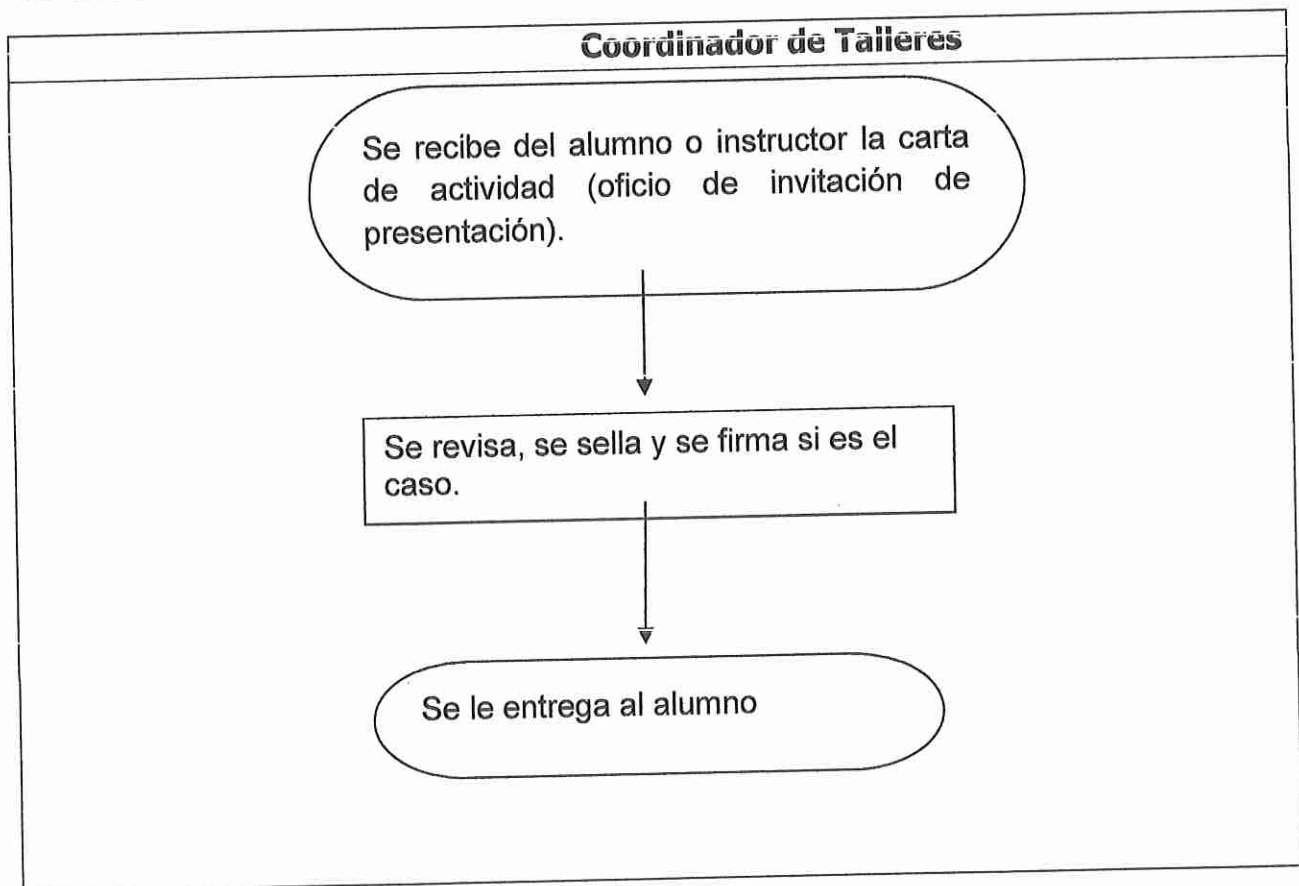 Coordinador de Talleres
Se recibe del alumno o instructor la carta
de actividad (oficio de invitación de
presentación).
Se revisa, se sella y se firma si es el
caso.
Se le entrega al alumno